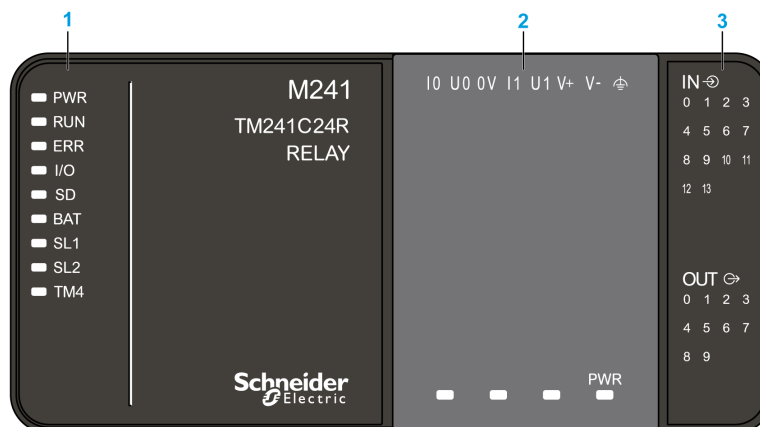 1
2
3
PWR
RUN
ERR
I/O
SD
BAT
SL1
SL2
TM4
M241
TM241C24R
RELAY
Schneider
Electric
I0 U0 0V I1 U1 V+ V-
PWR
IN
0 1 2 3
4 5 6 7
8 9 10 11
12 13
OUT
0 1 2 3
4 5 6 7
8 9